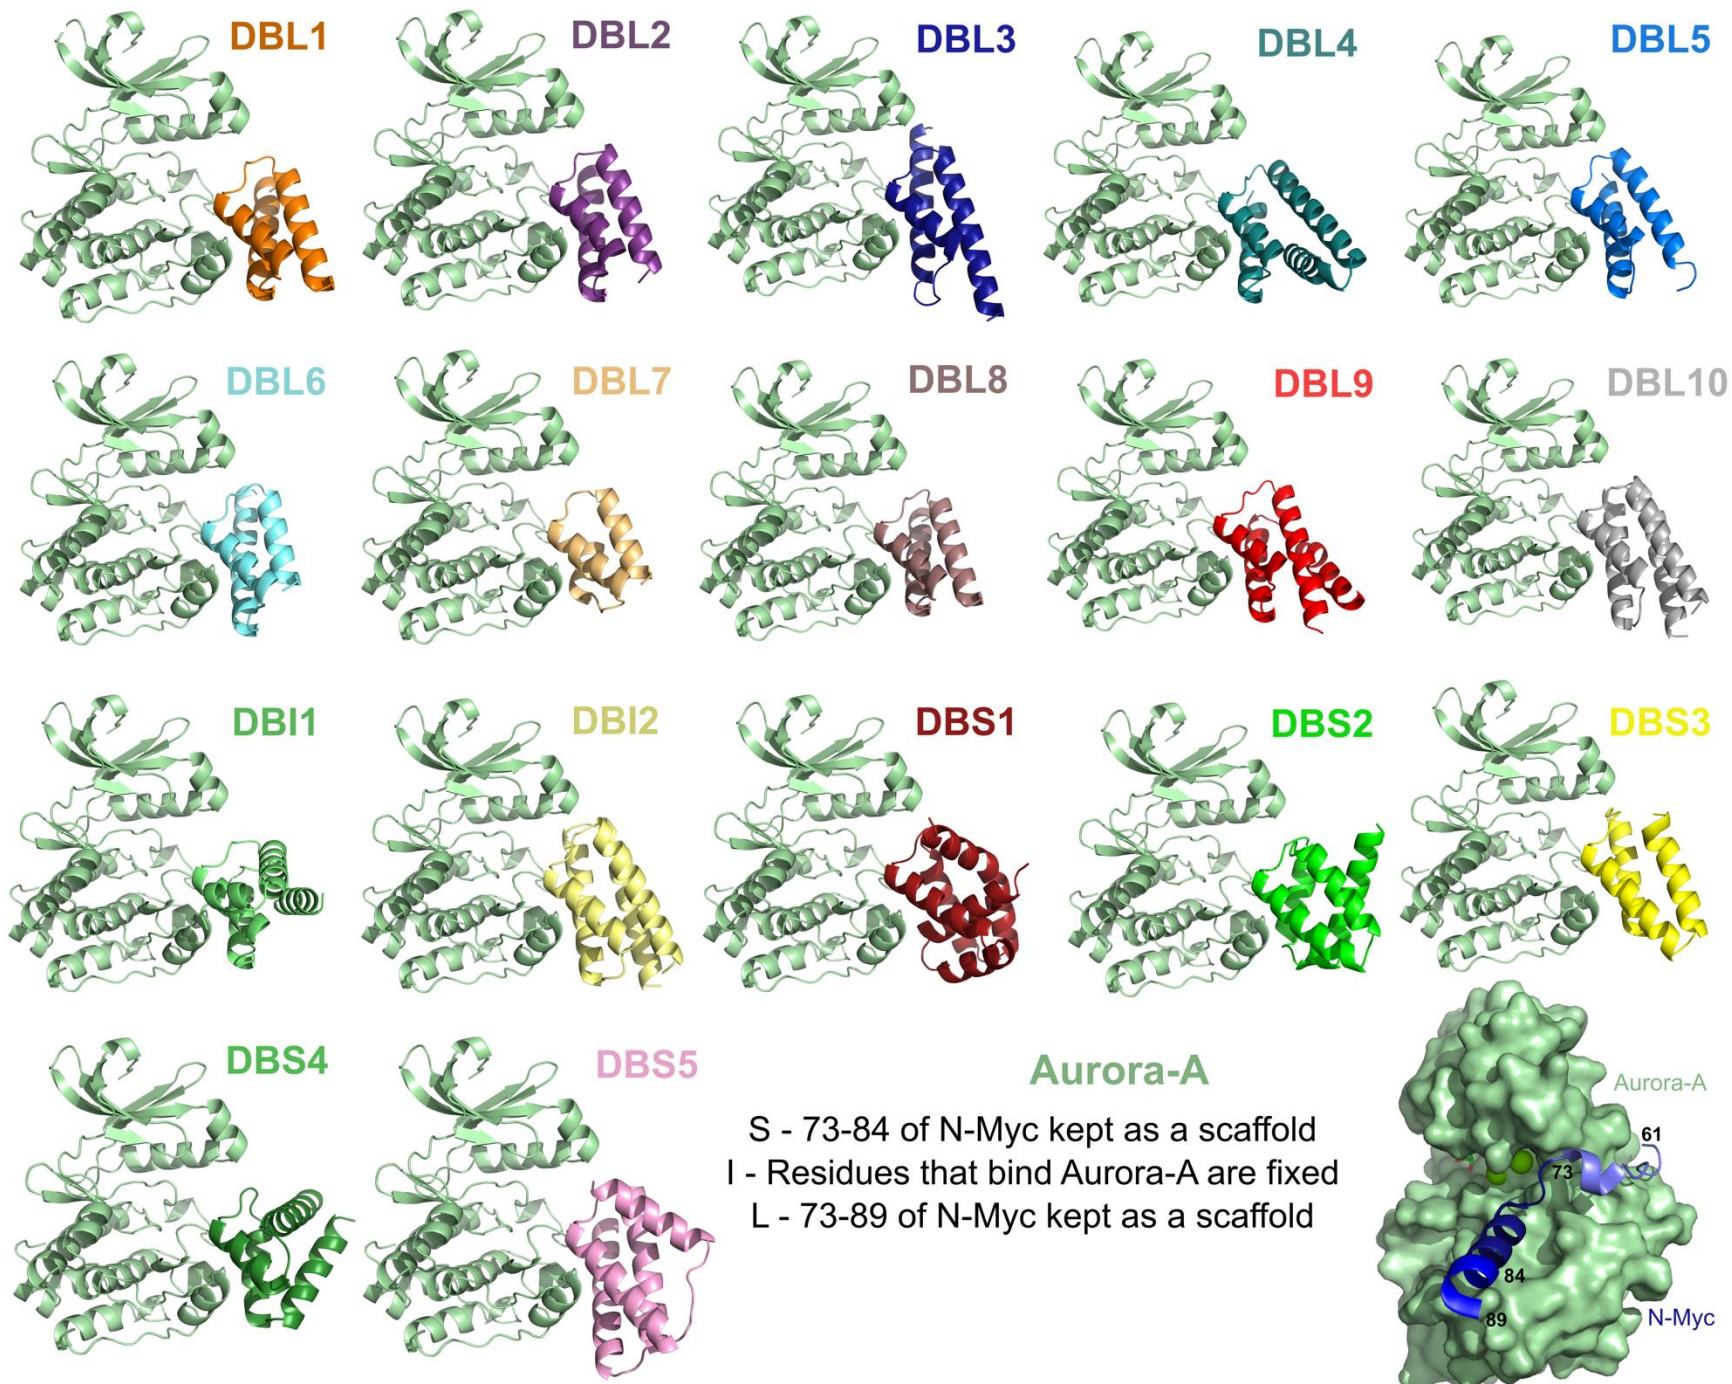 DBL1
DBL2
DBL3
DBL4
DBL5
DBL6
DBL7
DBL8
DBL9
DBL10
DBI1
DBI2
DBS1
DBS2
DBS3
DBS4
DBS5
Aurora-A
S - 73-84 of N-Myc kept as a scaffold
I - Residues that bind Aurora-A are fixed
L - 73-89 of N-Myc kept as a scaffold
Aurora-A
61
73
84
89
N-Myc